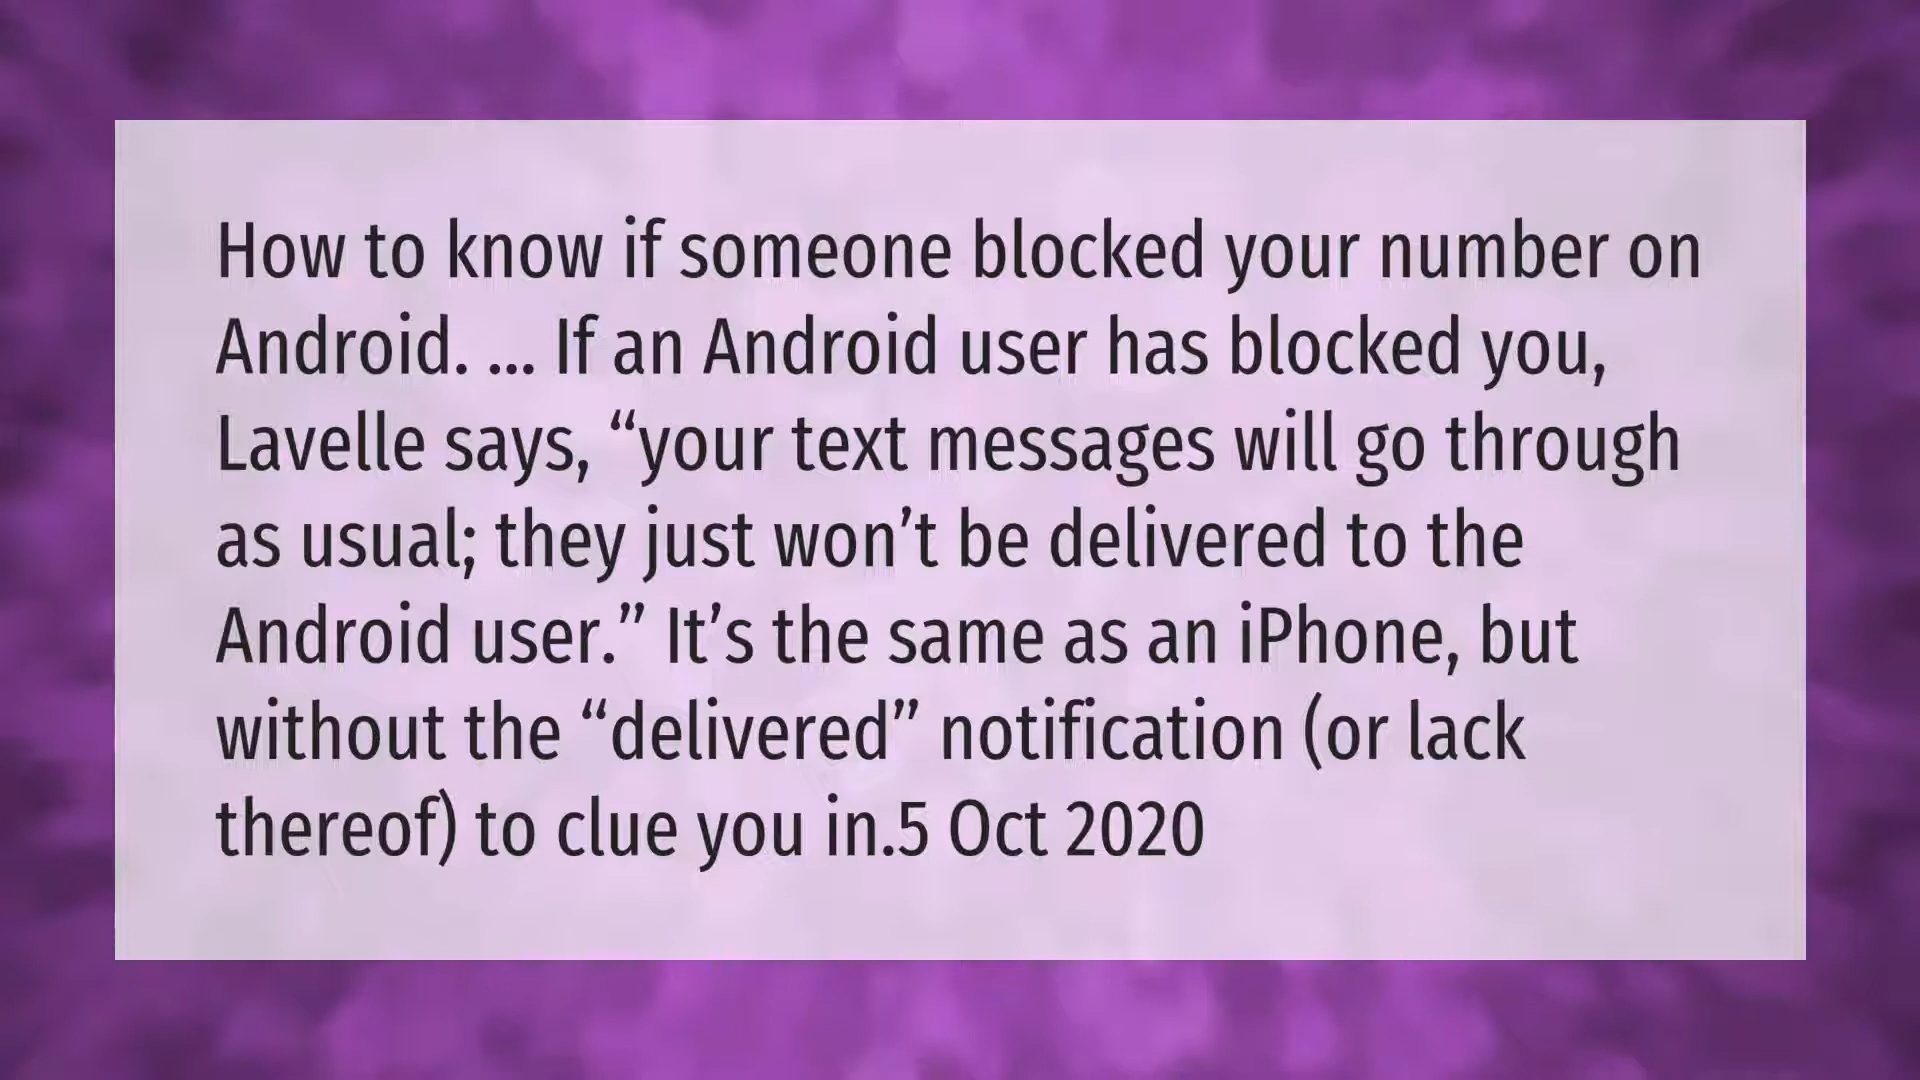 How to know if someone blocked your number on
Android. ... If an Android user has blocked you,
Lavelle says, “your text messages will go through
as usual; they just won’t be delivered to the
Android user.” It’s the same as an iPhone, but
without the “delivered” notification (or lack
thereof) to clue you in.5 Oct 2020